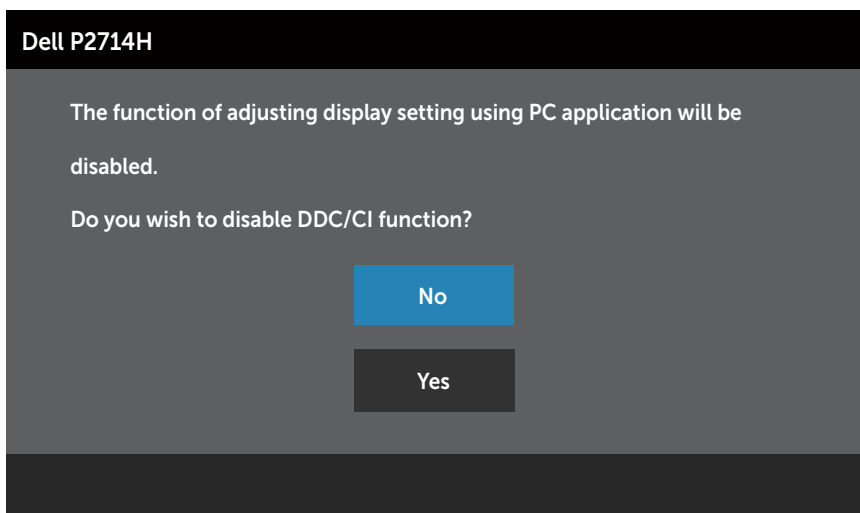 Dell P2714H
The function of adjusting display setting using PC application will be
disabled.
Do you wish to disable DDC/CI function?
No
Yes